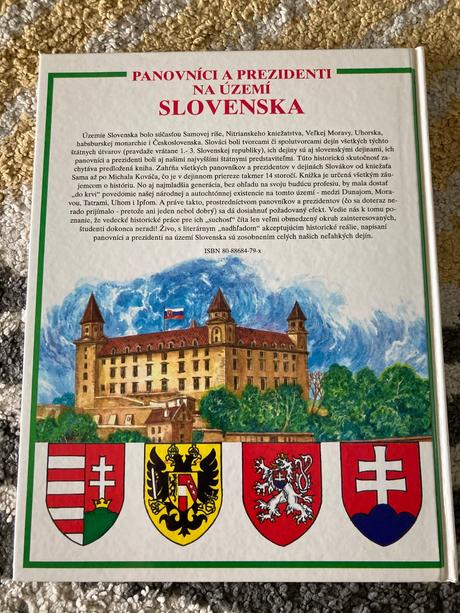 PANOVNÍCI A PREZIDENTI
NA ÚZEMÍ
SLOVENSKA
Územie Slovenska bolo súčasťou Samovej ríše, Nitrianskeho kniežatstva, Veľkej Moravy, Uhorska,
habsburskej monarchie i Československa. Slováci boli tvorcami či spolutvorcami dejín všetkých týchto
štátnych útvarov (pravdaže vrátane 1.- 3. Slovenskej republiky), ich dejiny sú aj slovenskými dejinami, ich
panovníci a prezidenti boli aj našimi najvyššími štátnymi predstaviteľmi. Túto historickú skutočnosť za-
chytáva predložená kniha. Zahŕňa všetkých panovníkov a prezidentov v dejinách Slovákov od kniežaťa
Sama až po Michala Kováča, čo je v dejinnom priereze takmer 14 storočí. Knižka je určená všetkým záu-
jemcom o históriu. No aj najmladšia generácia, bez ohľadu na svoju budúcu profesiu, by mala dostať
„do krvi" povedomie našej národnej a autochtónnej existencie na tomto území - medzi Dunajom, Mora-
vou, Tatrami, Uhom i Ipľom. A práve takto, prostredníctvom panovníkov a prezidentov (čo sa doteraz ne-
rado prijímalo - pretože ani jeden nebol dobrý) sa dá dosiahnuť požadovaný efekt. Vedie nás k tomu po-
znanie, že vedecké historické práce pre ich „suchosť" číta len veľmi obmedzený okruh zainteresovaných,
študenti dokonca neradi! Živo, s literárnym „nadhľadom" akceptujúcim historické reálie, napísaní
panovníci a prezidenti na území Slovenska sú zosobnením celých našich neľahkých dejín.
ISBN 80-88684-79-x